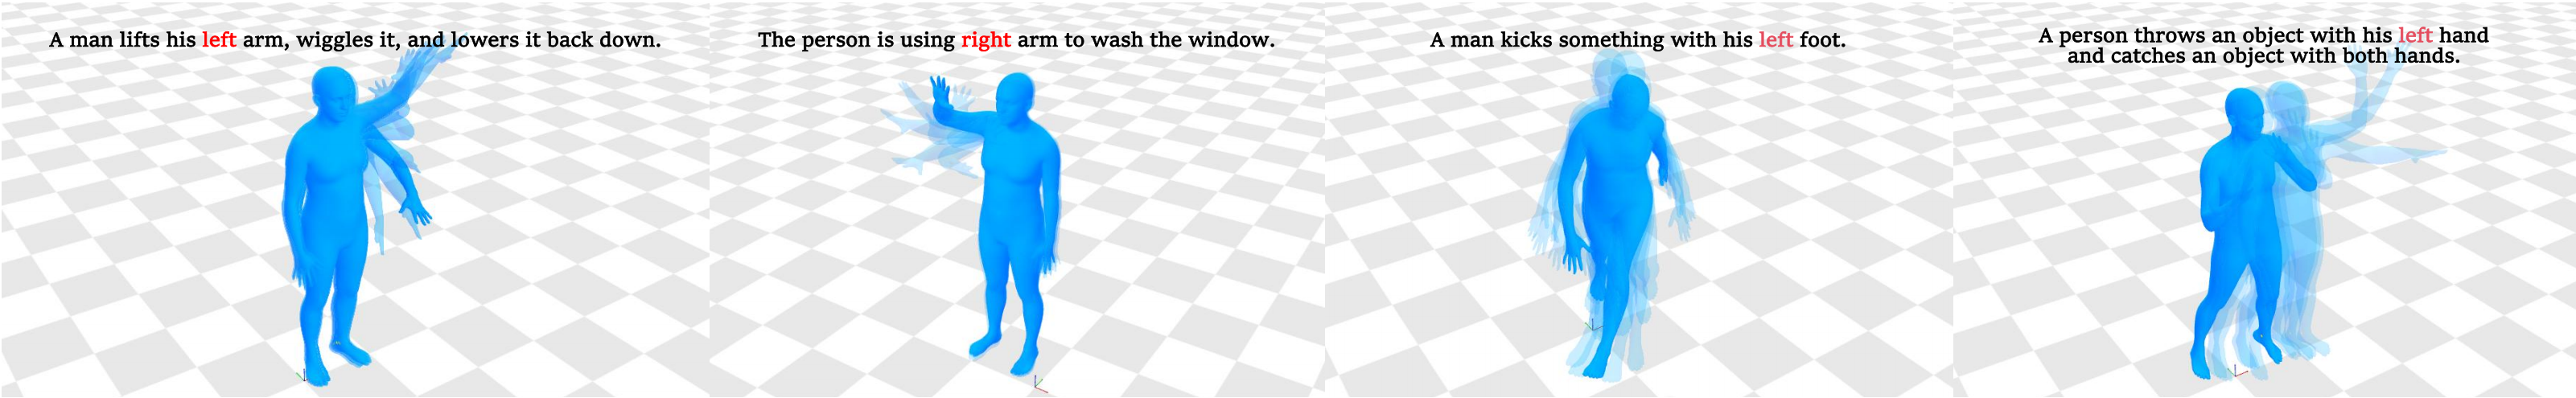 A man lifts his left arm, wiggles it, and lowers it back down.
The person is using right arm to wash the window.
A man kicks something with his left foot.
A person throws an object with his left hand
and catches an object with both hands.